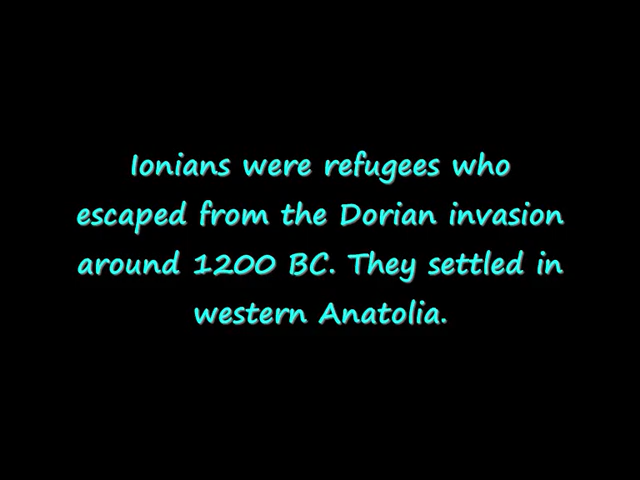 Ionians were refugees who
escaped from the Dorian invasion
around 1200 BC. They settled in
western Anatolia.